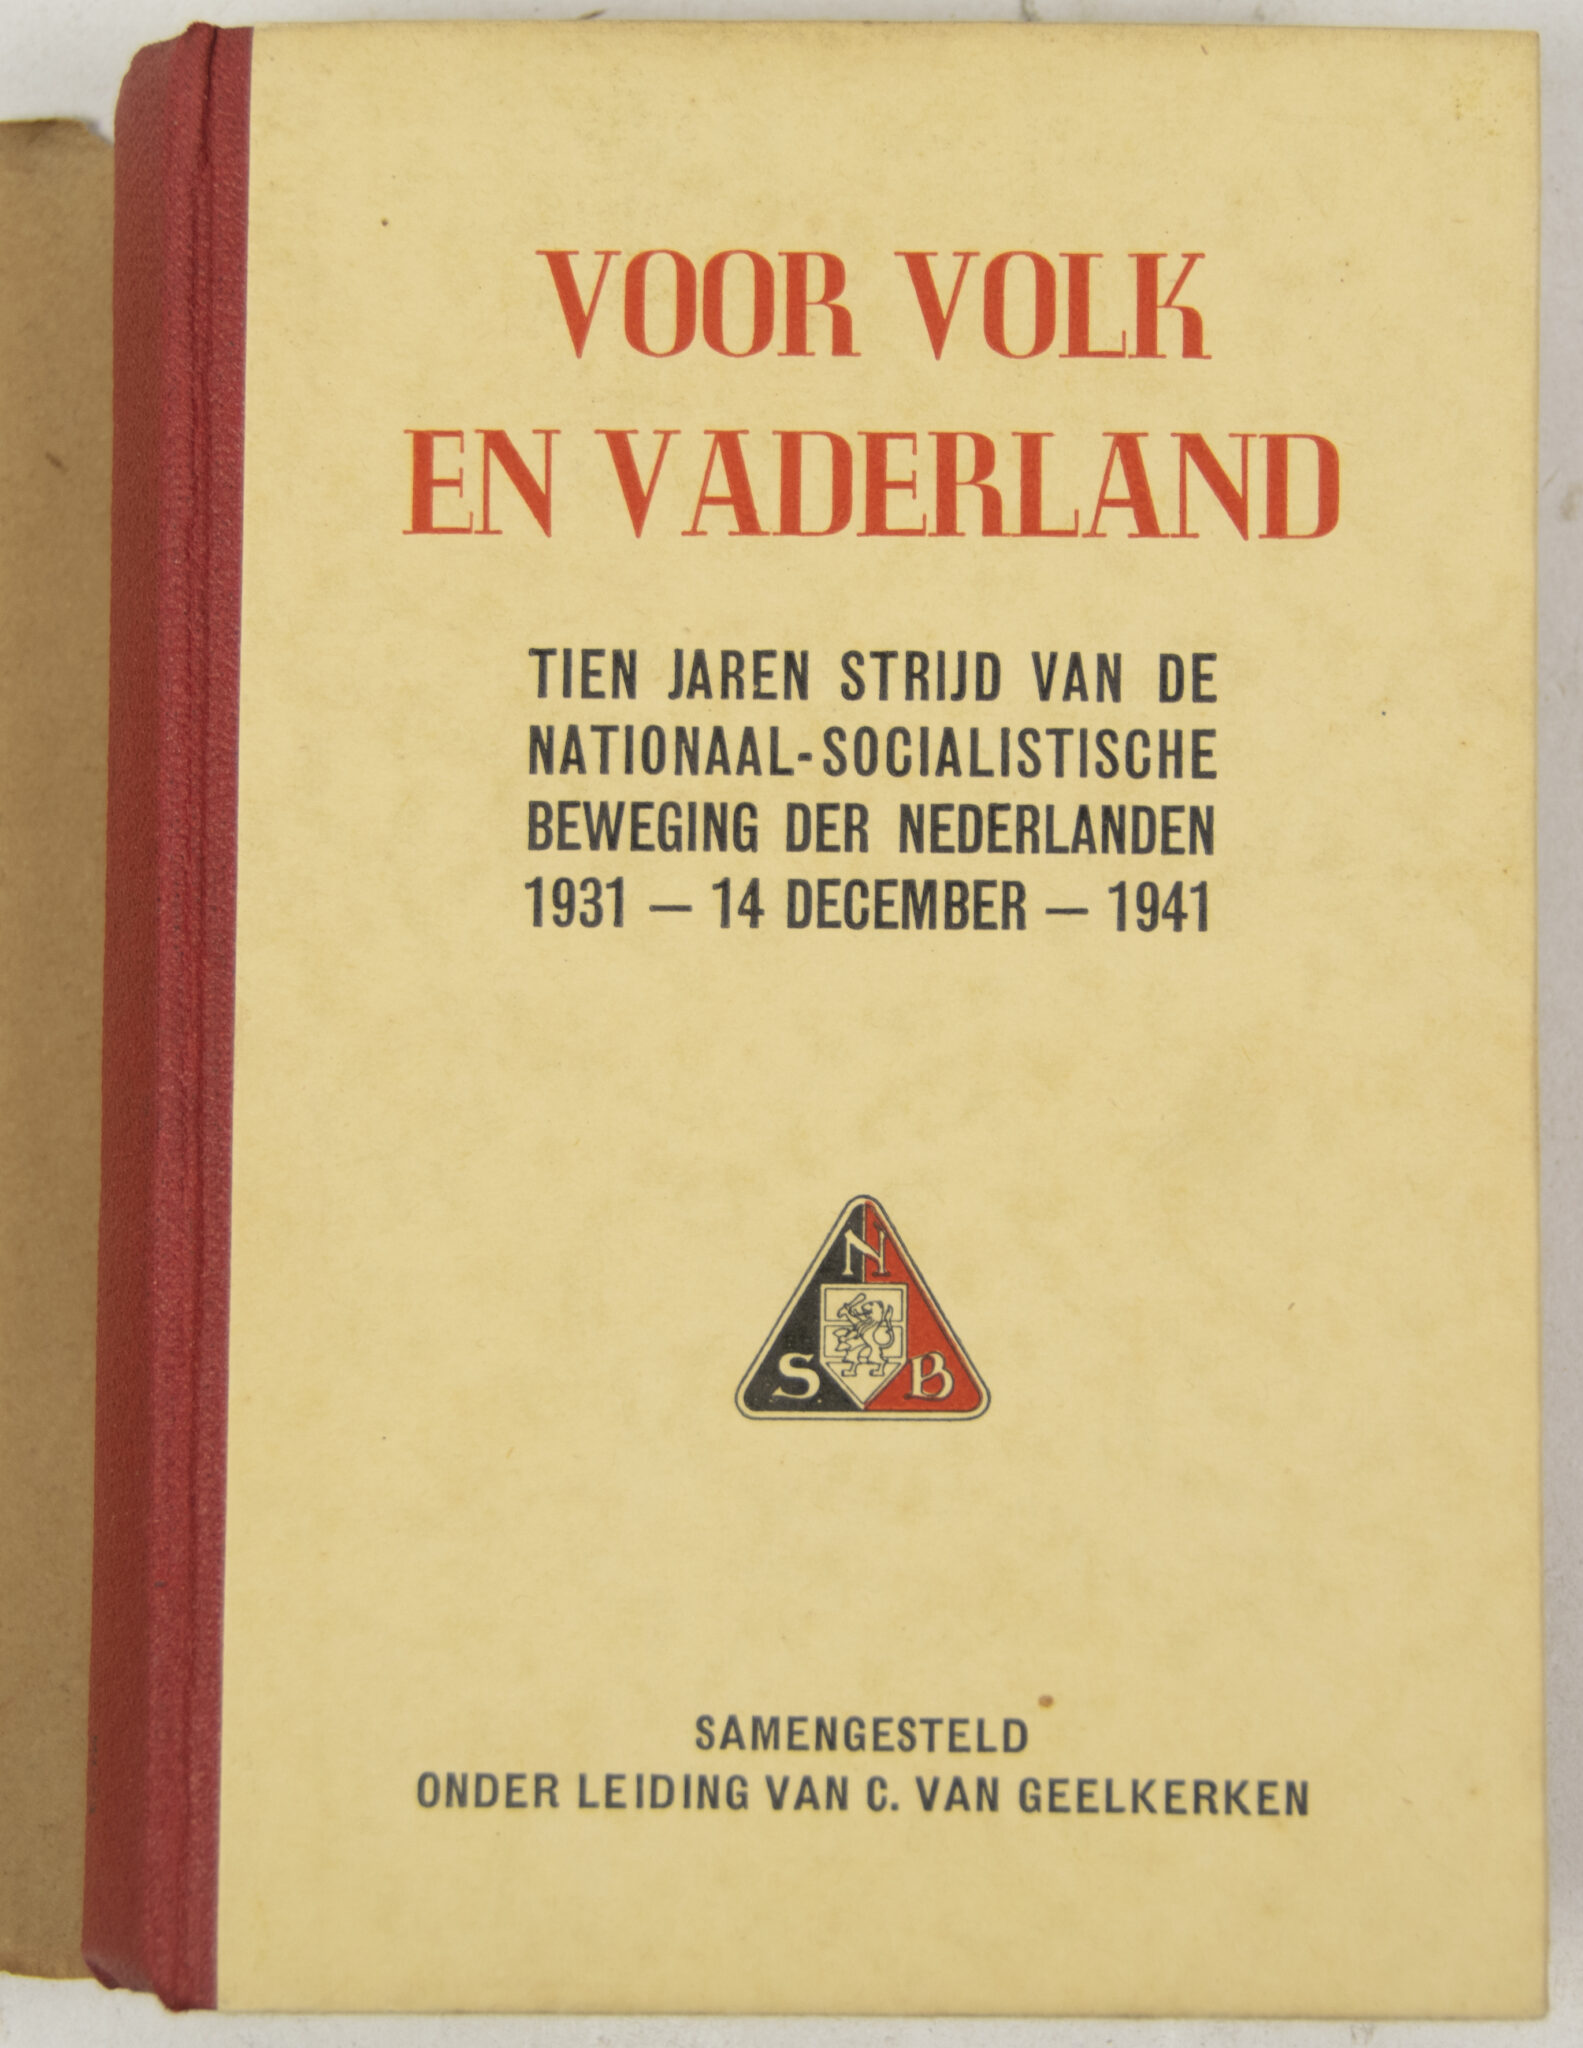 VOOR VOLK
EN VADERLAND
TIEN JAREN STRIJD VAN DE
NATIONAAL-SOCIALISTISCHE
BEWEGING DER NEDERLANDEN
1931 — 14 DECEMBER — 1941
N
S B
SAMENGESTELD
ONDER LEIDING VAN C. VAN GEELKERKEN